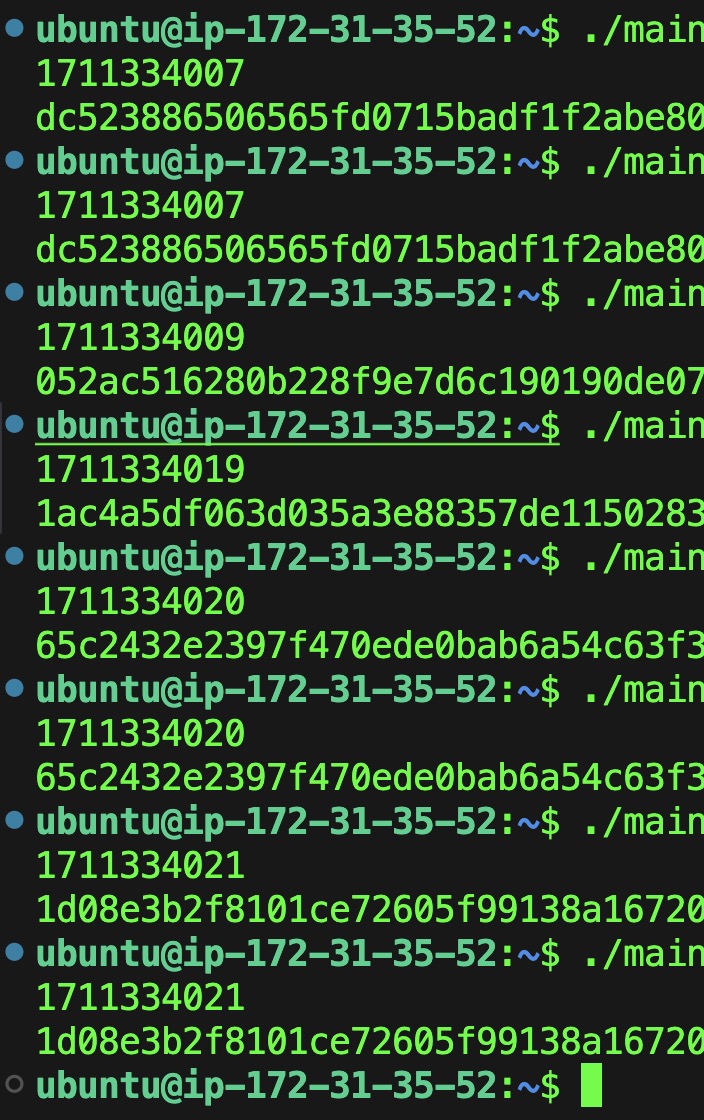 ubuntu@ip-172-31-35-52:~$ ./main
1711334007
dc523886506565fd0715badf1f2abe80
ubuntu@ip-172-31-35-52:~$ ./main
1711334007
dc523886506565fd0715badf1f2abe80
ubuntu@ip-172-31-35-52:~$ ./main
1711334009
052ac516280b228f9e7d6c190190de07
ubuntu@ip-172-31-35-52:~$ ./main
1711334019
1ac4a5df063d035a3e88357de1150283
ubuntu@ip-172-31-35-52:~$ ./main
1711334020
65c2432e2397f470ede0bab6a54c63f3
ubuntu@ip-172-31-35-52:~$ ./main
1711334020
65c2432e2397f470ede0bab6a54c63f3
ubuntu@ip-172-31-35-52:~$ ./main
1711334021
1d08e3b2f8101ce72605f99138a16720
ubuntu@ip-172-31-35-52:~$ ./main
1711334021
1d08e3b2f8101ce72605f99138a16720
ubuntu@ip-172-31-35-52:~$